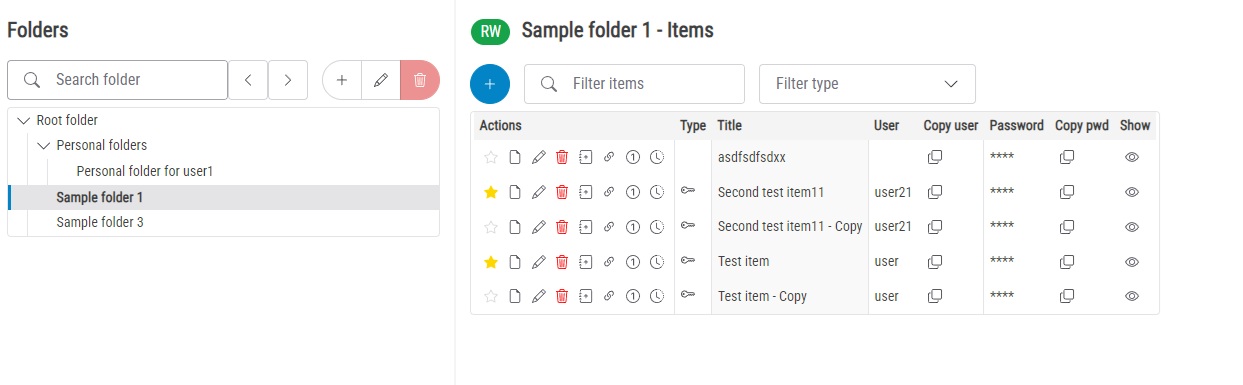 Folders
Search folder
Root folder
Personal folders
Personal folder for user1
Sample folder 1
Sample folder 3
RW Sample folder 1 - Items
Filter items Filter type
Actions Type Title User Copy user Password Copy pwd Show
asdfsdfsdxx ****
Second test item11 user21 ****
Second test item11 - Copy user21 ****
Test item user ****
Test item - Copy user ****